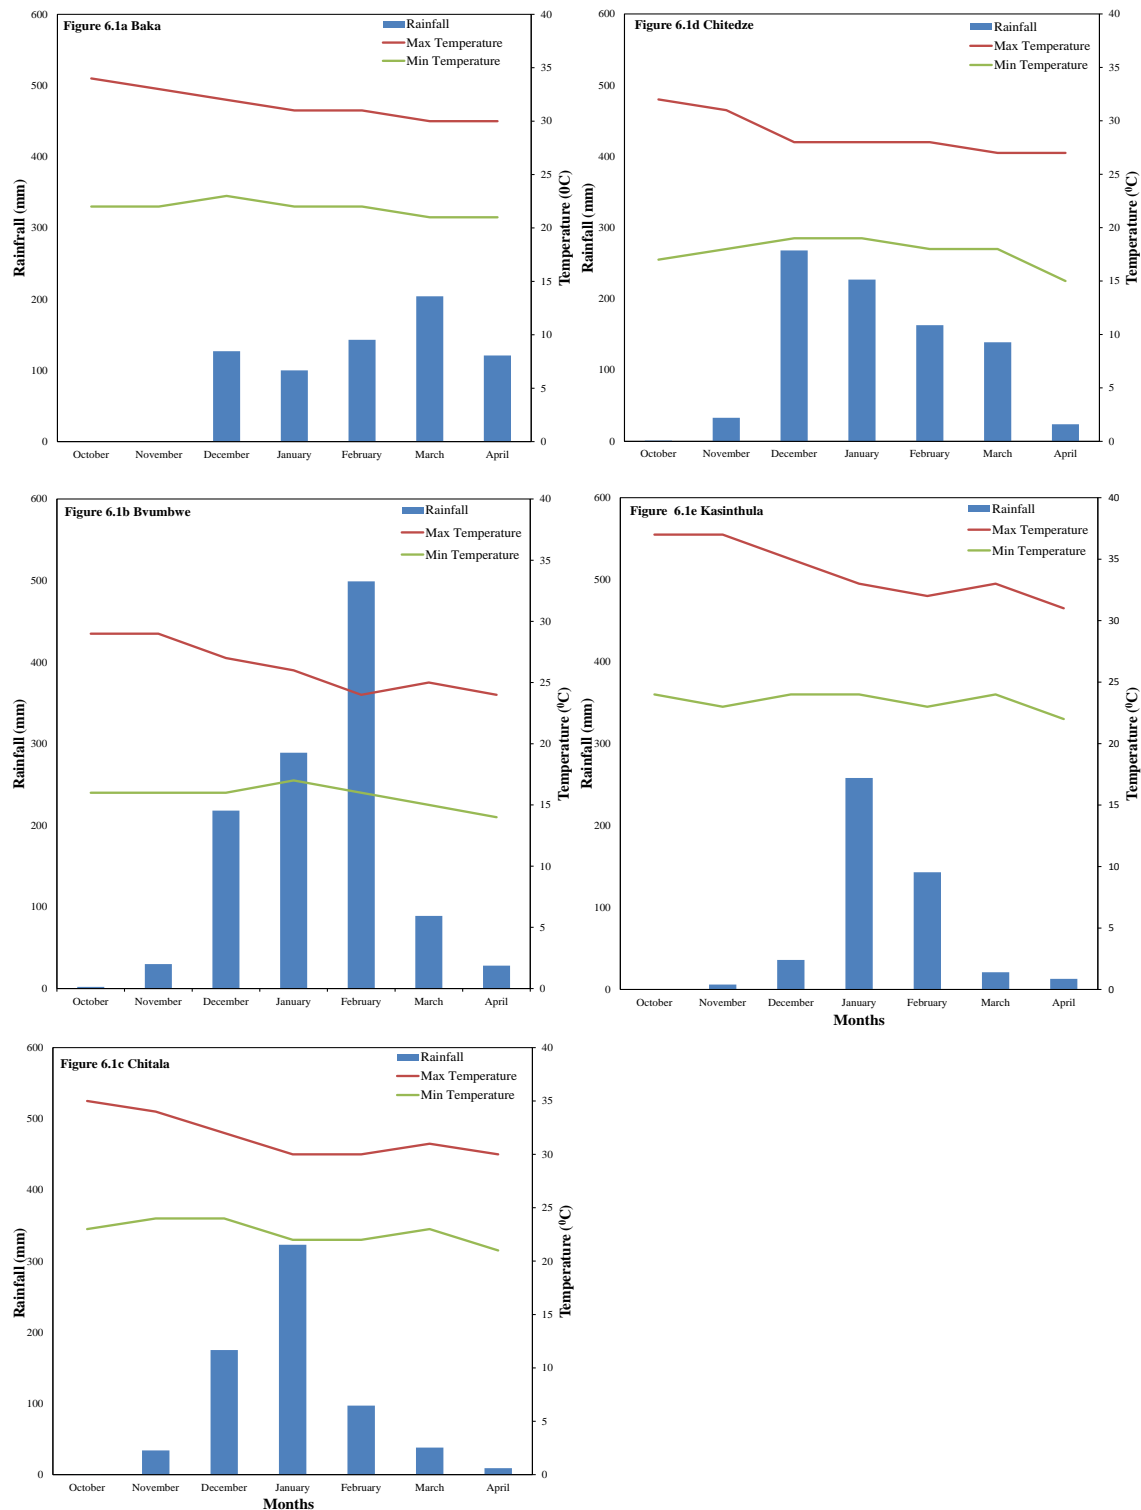 Figure 6.1a Baka
Rainfall
Max Temperature
Min Temperature
600
500
400
300
200
100
0
Rainfrall (mm)
40
35
30
25
20
15
10
5
0
Temperature (0C)
October November December January February March April
Figure 6.1d Chitedze
Rainfall
Max Temperature
Min Temperature
600
500
400
300
200
100
0
Rainfall (mm)
40
35
30
25
20
15
10
5
0
Temperature (⁰C)
October November December January February March April
Figure 6.1b Bvumbwe
Rainfall
Max Temperature
Min Temperature
600
500
400
300
200
100
0
Rainfall (mm)
40
35
30
25
20
15
10
5
0
Temperature (⁰C)
October November December January February March April
Figure 6.1e Kasinthula
Rainfall
Max Temperature
Min Temperature
600
500
400
300
200
100
0
Rainfall (mm)
40
35
30
25
20
15
10
5
0
Temperature (⁰C)
October November December January February March April
Months
Figure 6.1c Chitala
Rainfall
Max Temperature
Min Temperature
600
500
400
300
200
100
0
Rainfall (mm)
40
35
30
25
20
15
10
5
0
Temperature (⁰C)
October November December January February March April
Months